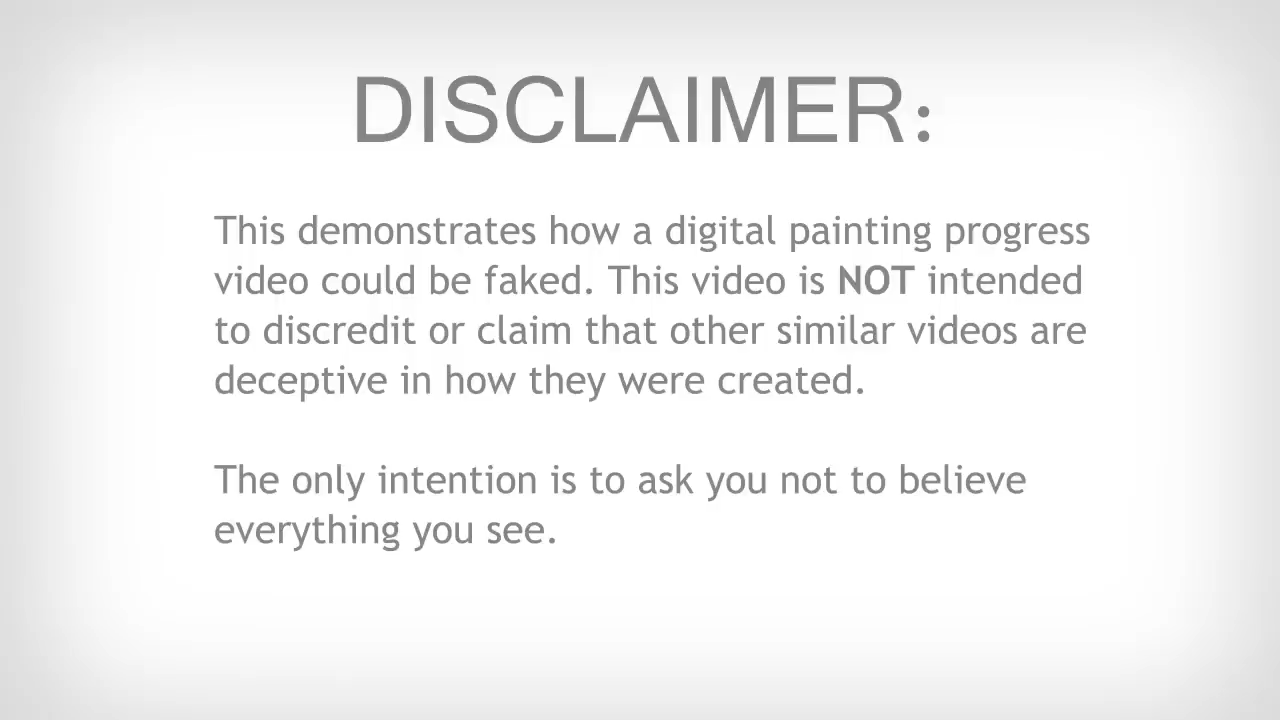 DISCLAIMER:
This demonstrates how a digital painting progress
video could be faked. This video is NOT intended
to discredit or claim that other similar videos are
deceptive in how they were created.
The only intention is to ask you not to believe
everything you see.